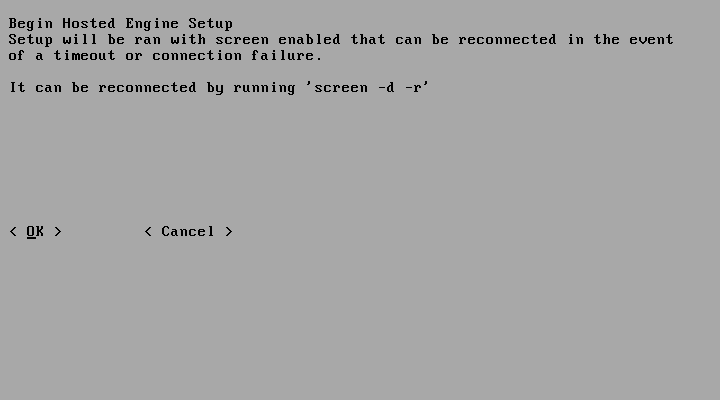 Begin Hosted Engine Setup
Setup will be ran with screen enabled that can be reconnected in the event
of a timeout or connection failure.
It can be reconnected by running 'screen -d -r'
< OK > < Cancel >